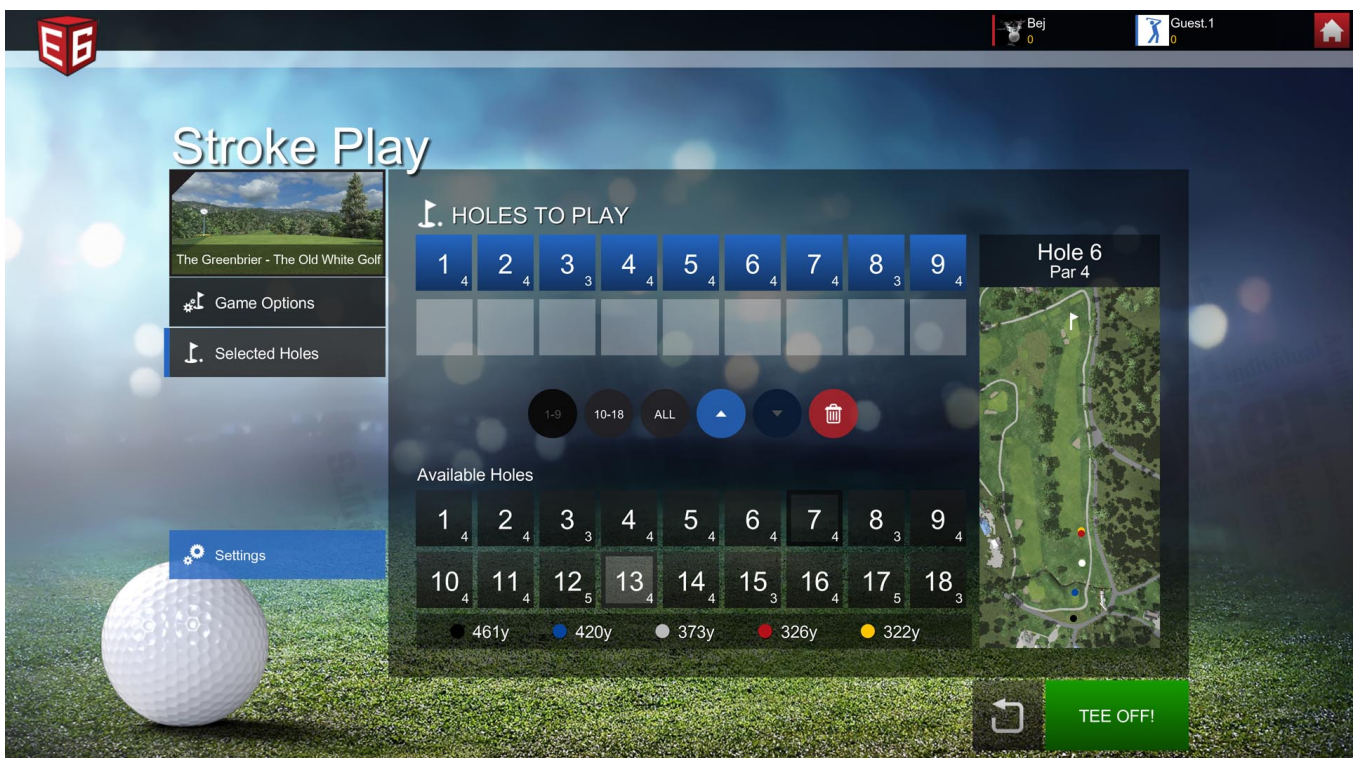 E6
Bej
0
Guest.1
0
Stroke Play
The Greenbrier - The Old White Golf
Game Options
Selected Holes
Settings
HOLES TO PLAY
1 4 2 4 3 3 4 4 5 4 6 4 7 4 8 3 9 4
1-9 10-18 ALL
Available Holes
1 4 2 4 3 3 4 4 5 4 6 4 7 4 8 3 9 4
10 4 11 4 12 5 13 4 14 4 15 3 16 4 17 5 18 3
461y 420y 373y 326y 322y
Hole 6
Par 4
TEE OFF!